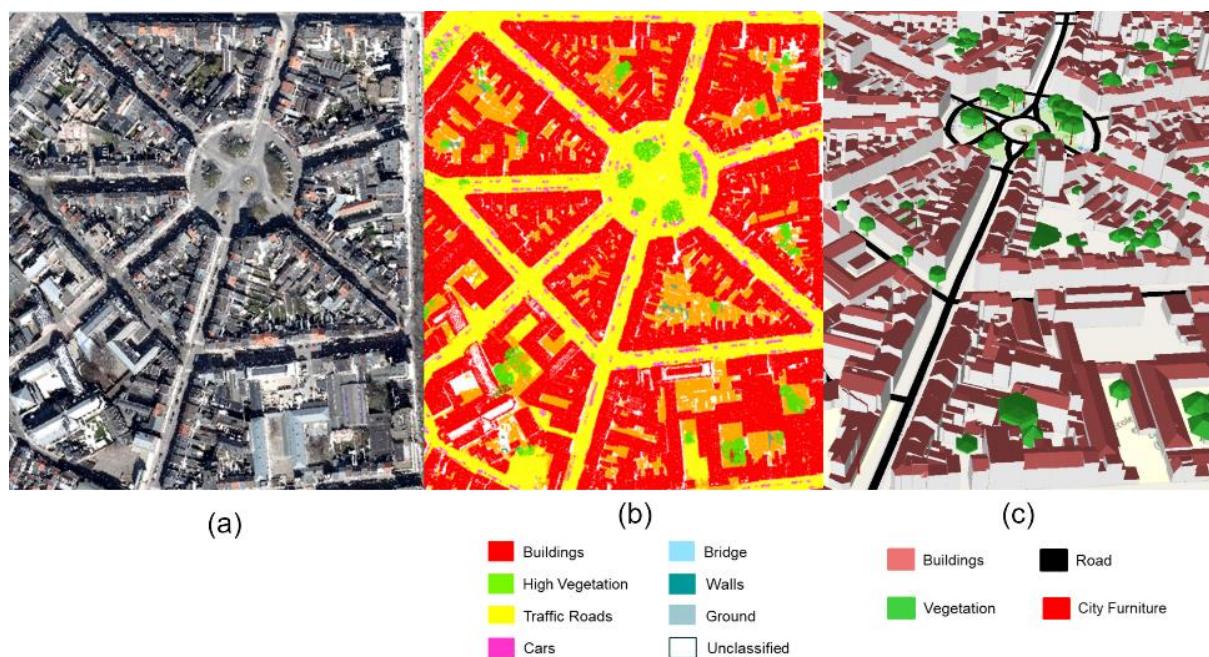 (a)
(b)
(c)
Buildings
Bridge
High Vegetation
Walls
Traffic Roads
Ground
Cars
Unclassified
Buildings
Road
Vegetation
City Furniture